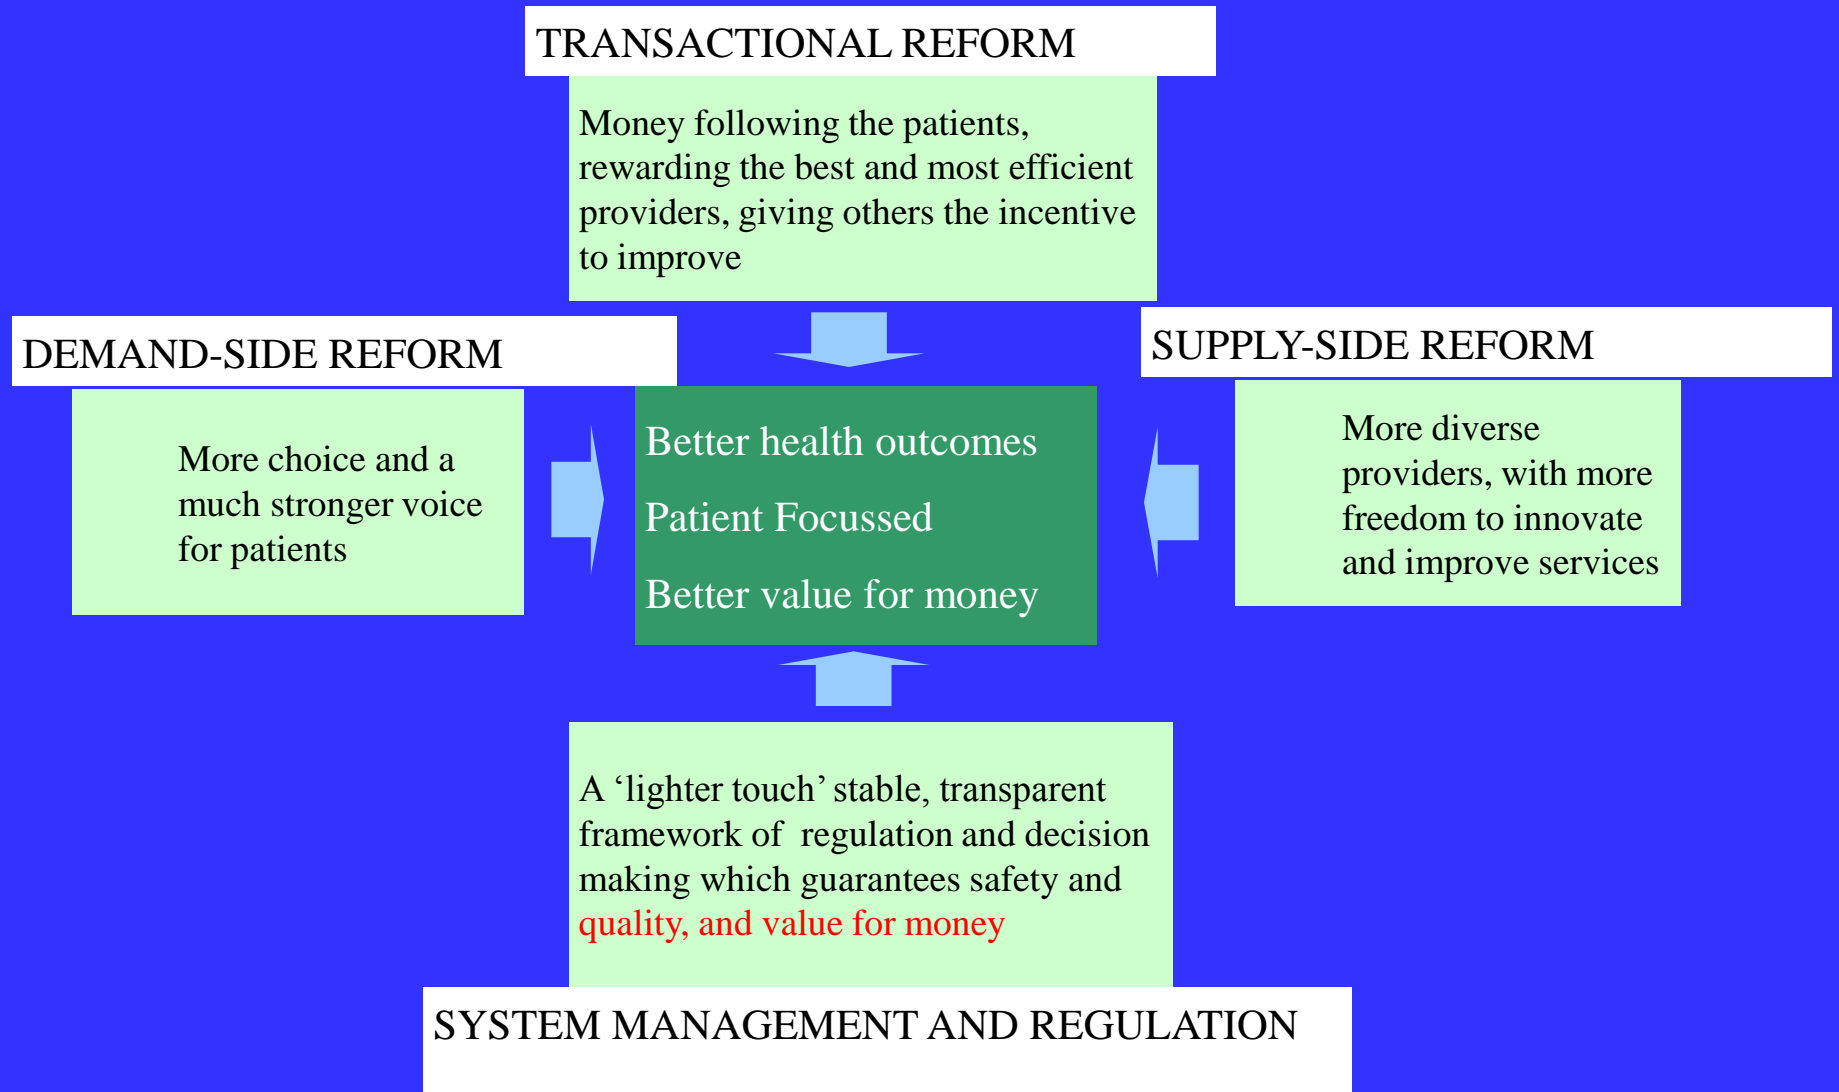 TRANSACTIONAL REFORM
Money following the patients,
rewarding the best and most efficient
providers, giving others the incentive
to improve
DEMAND-SIDE REFORM
More choice and a
much stronger voice
for patients
Better health outcomes
Patient Focussed
Better value for money
SUPPLY-SIDE REFORM
More diverse
providers, with more
freedom to innovate
and improve services
A ‘lighter touch’ stable, transparent
framework of  regulation and decision
making which guarantees safety and
quality, and value for money
SYSTEM MANAGEMENT AND REGULATION